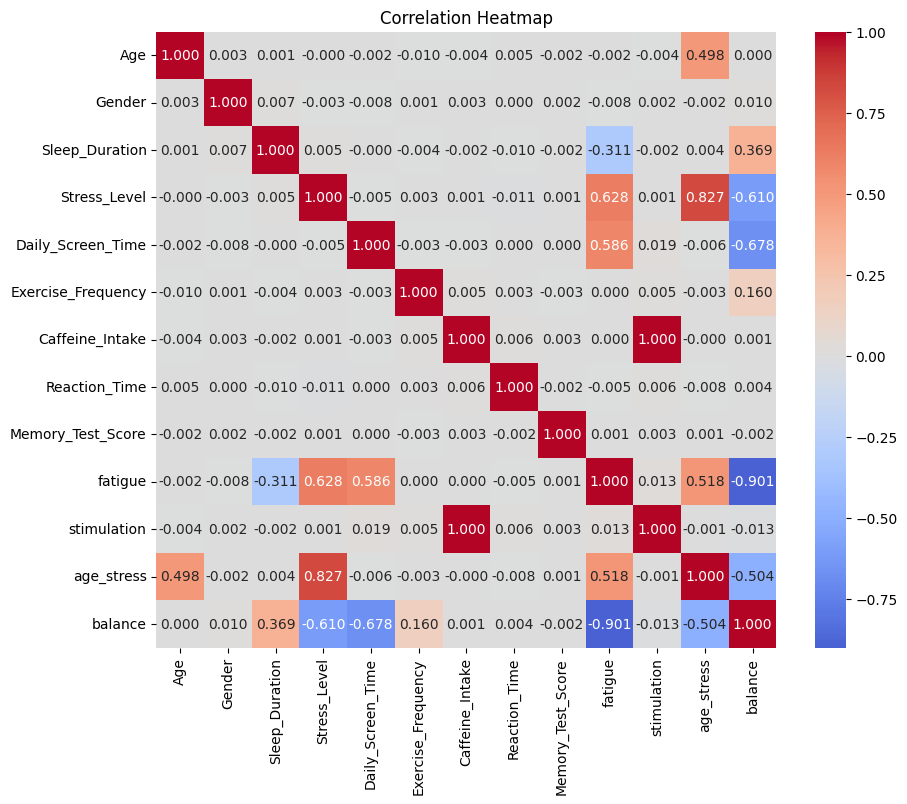 Correlation Heatmap
Age 1.000 0.003 0.001 -0.000 -0.002 -0.010 -0.004 0.005 -0.002 -0.002 -0.004 0.498 0.000
Gender 0.003 1.000 0.007 -0.003 -0.008 0.001 0.003 0.000 0.002 -0.008 0.002 -0.002 0.010
Sleep_Duration 0.001 0.007 1.000 0.005 -0.000 -0.004 -0.002 -0.010 -0.002 -0.311 -0.002 0.004 0.369
Stress_Level -0.000 -0.003 0.005 1.000 -0.005 0.003 0.001 -0.011 0.001 0.628 0.001 0.827 -0.610
Daily_Screen_Time -0.002 -0.008 -0.000 -0.005 1.000 -0.003 -0.003 0.000 0.000 0.586 0.019 -0.006 -0.678
Exercise_Frequency -0.010 0.001 -0.004 0.003 -0.003 1.000 0.005 0.003 -0.003 0.000 0.005 -0.003 0.160
Caffeine_Intake -0.004 0.003 -0.002 0.001 -0.003 0.005 1.000 0.006 0.003 0.000 1.000 -0.000 0.001
Reaction_Time 0.005 0.000 -0.010 -0.011 0.000 0.003 0.006 1.000 -0.002 -0.005 0.006 -0.008 0.004
Memory_Test_Score -0.002 0.002 -0.002 0.001 0.000 -0.003 0.003 -0.002 1.000 0.001 0.003 0.001 -0.002
fatigue -0.002 -0.008 -0.311 0.628 0.586 0.000 0.000 -0.005 0.001 1.000 0.013 0.518 -0.901
stimulation -0.004 0.002 -0.002 0.001 0.019 0.005 1.000 0.006 0.003 0.013 1.000 -0.001 -0.013
age_stress 0.498 -0.002 0.004 0.827 -0.006 -0.003 -0.000 -0.008 0.001 0.518 -0.001 1.000 -0.504
balance 0.000 0.010 0.369 -0.610 -0.678 0.160 0.001 0.004 -0.002 -0.901 -0.013 -0.504 1.000
Age
Gender
Sleep_Duration
Stress_Level
Daily_Screen_Time
Exercise_Frequency
Caffeine_Intake
Reaction_Time
Memory_Test_Score
fatigue
stimulation
age_stress
balance
1.00
0.75
0.50
0.25
0.00
−0.25
−0.50
−0.75